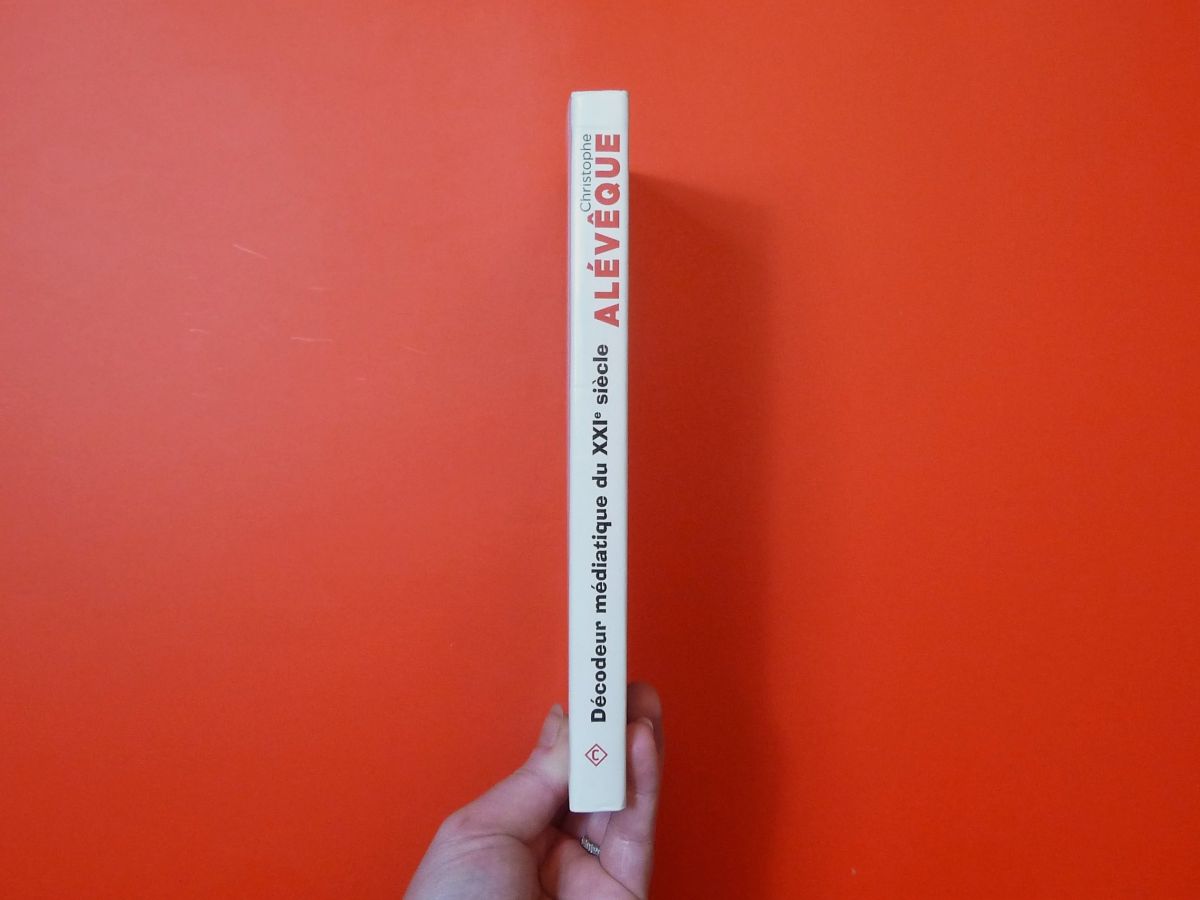 Christophe
ALÉVÊQUE
Décodeur médiatique du XXIe siècle
C